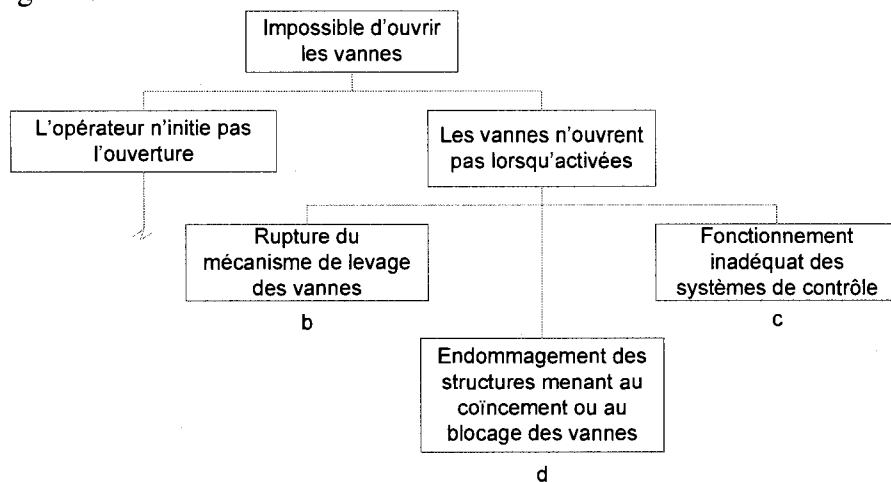 Impossible d'ouvrir
les vannes
L'opérateur n'initie pas
l'ouverture
Les vannes n'ouvrent
pas lorsqu'activées
Rupture du
mécanisme de levage
des vannes
b
Fonctionnement
inadéquat des
systèmes de contrôle
c
Endommagement des
structures menant au
coïncement ou au
blocage des vannes
d